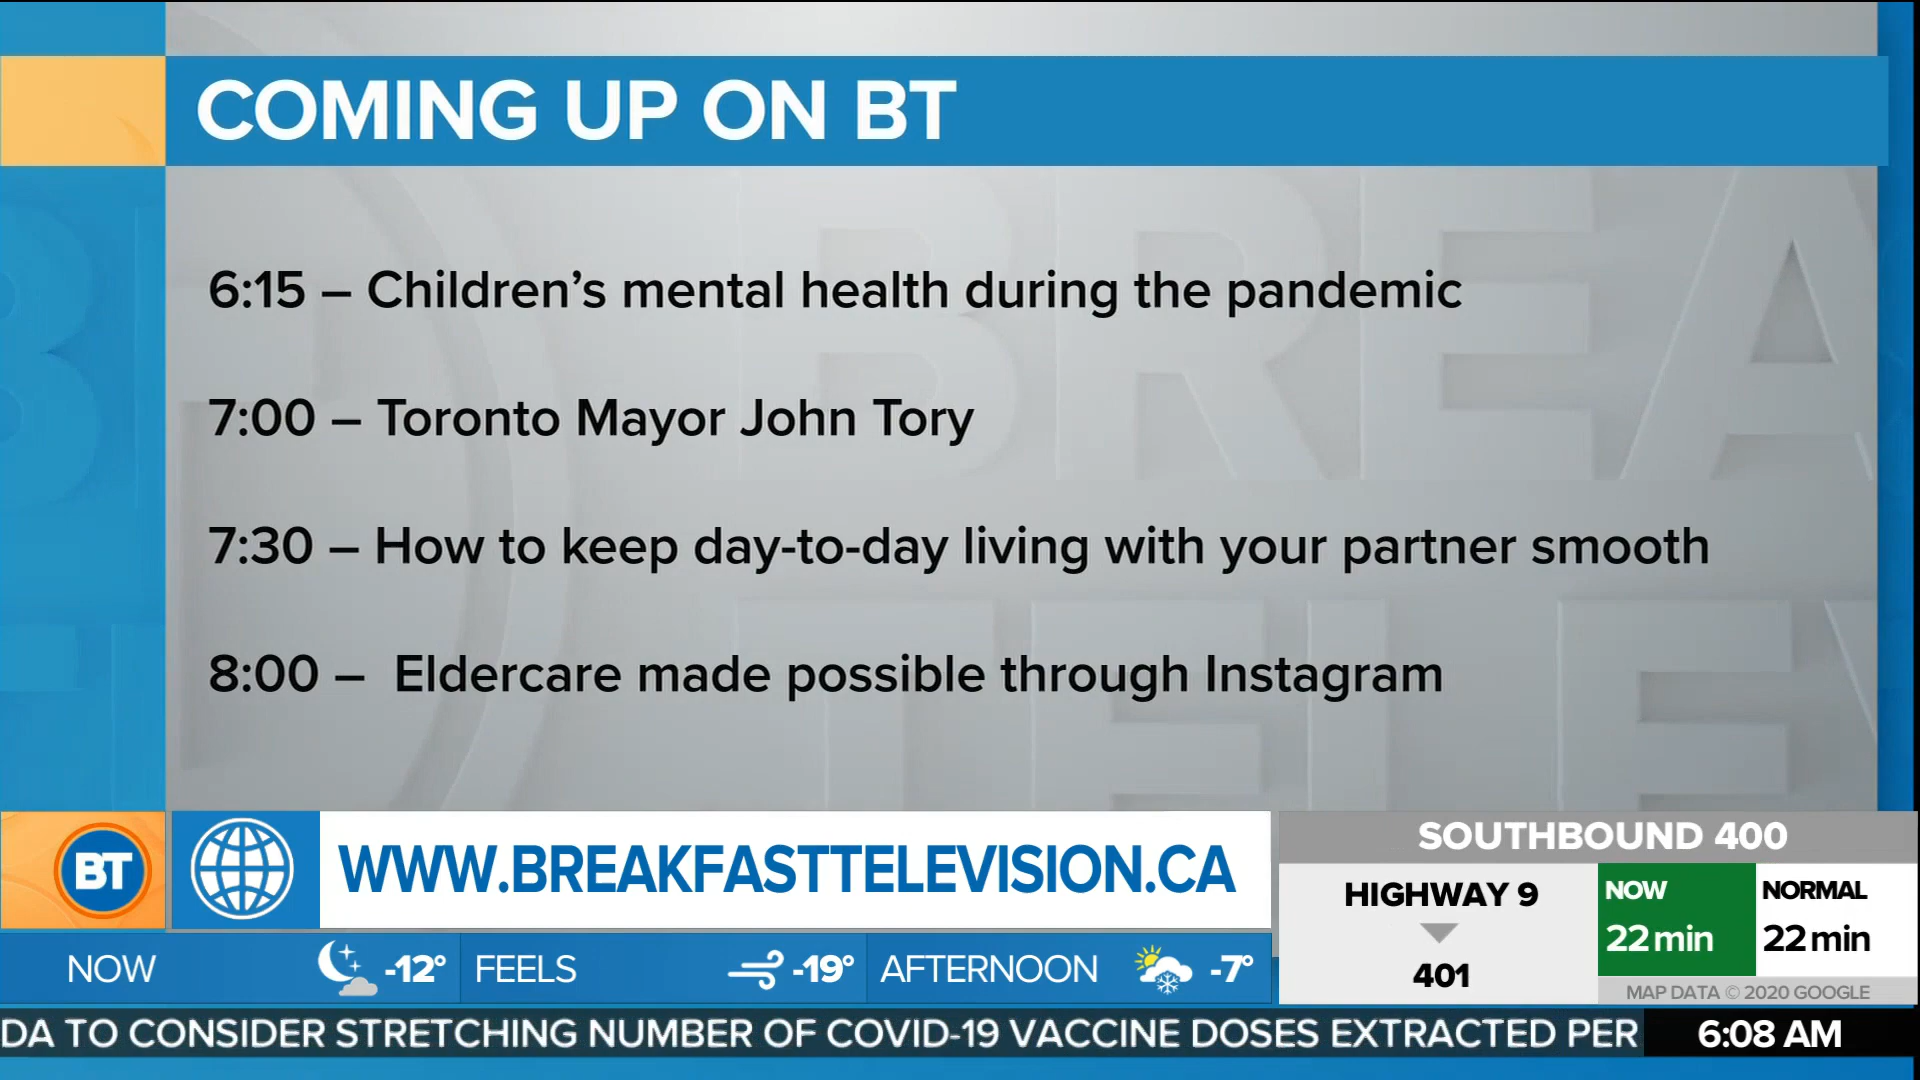 COMING UP ON BT
6:15 – Children’s mental health during the pandemic
7:00 – Toronto Mayor John Tory
7:30 – How to keep day-to-day living with your partner smooth
8:00 – Eldercare made possible through Instagram
BT
WWW.BREAKFASTTELEVISION.CA
SOUTHBOUND 400
HIGHWAY 9
401
NOW
22 min
NORMAL
22 min
MAP DATA © 2020 GOOGLE
NOW -12° FEELS -19° AFTERNOON -7°
DA TO CONSIDER STRETCHING NUMBER OF COVID-19 VACCINE DOSES EXTRACTED PER
6:08 AM